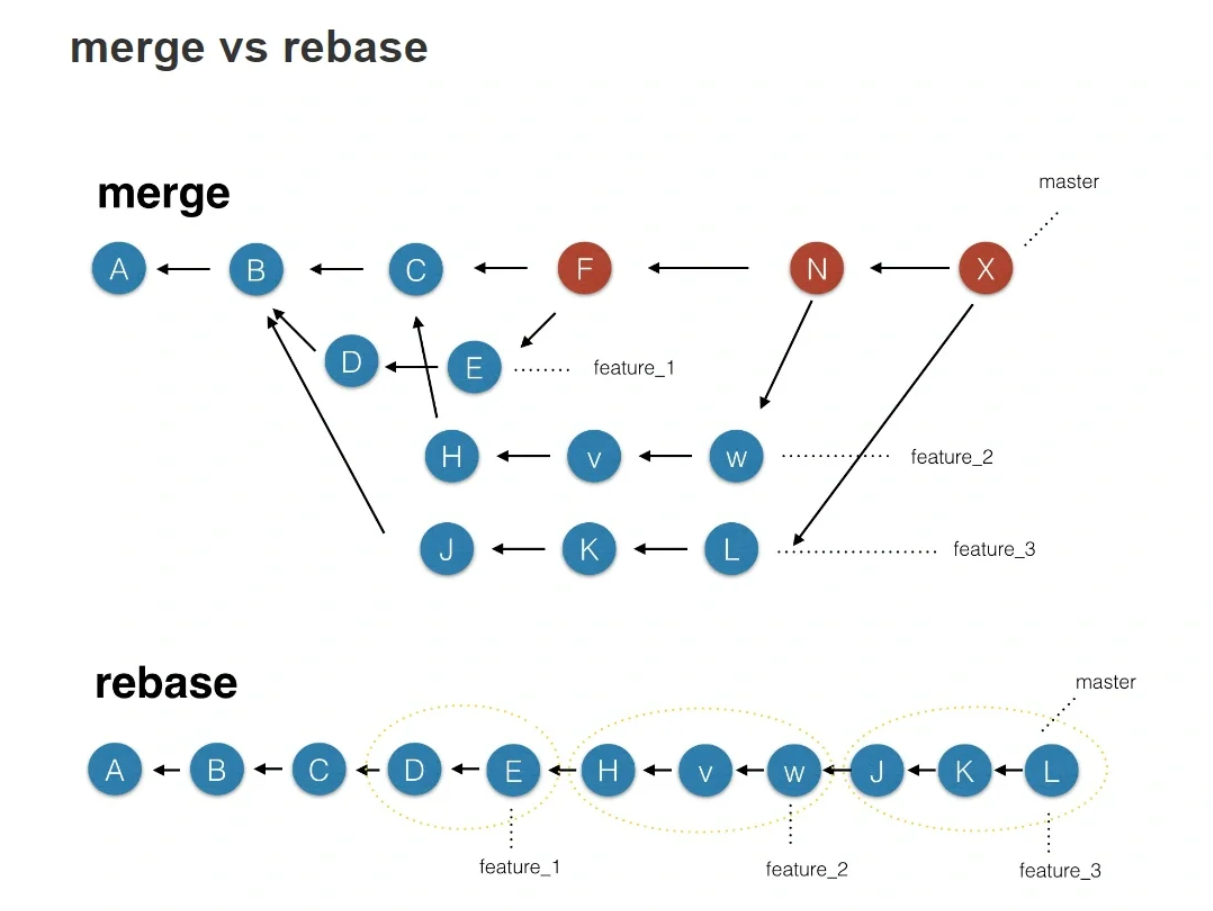 merge vs rebase
merge
master
A B C F N X
D E feature_1
H v w feature_2
J K L feature_3
rebase
master
A B C D E H v w J K L
feature_1 feature_2 feature_3